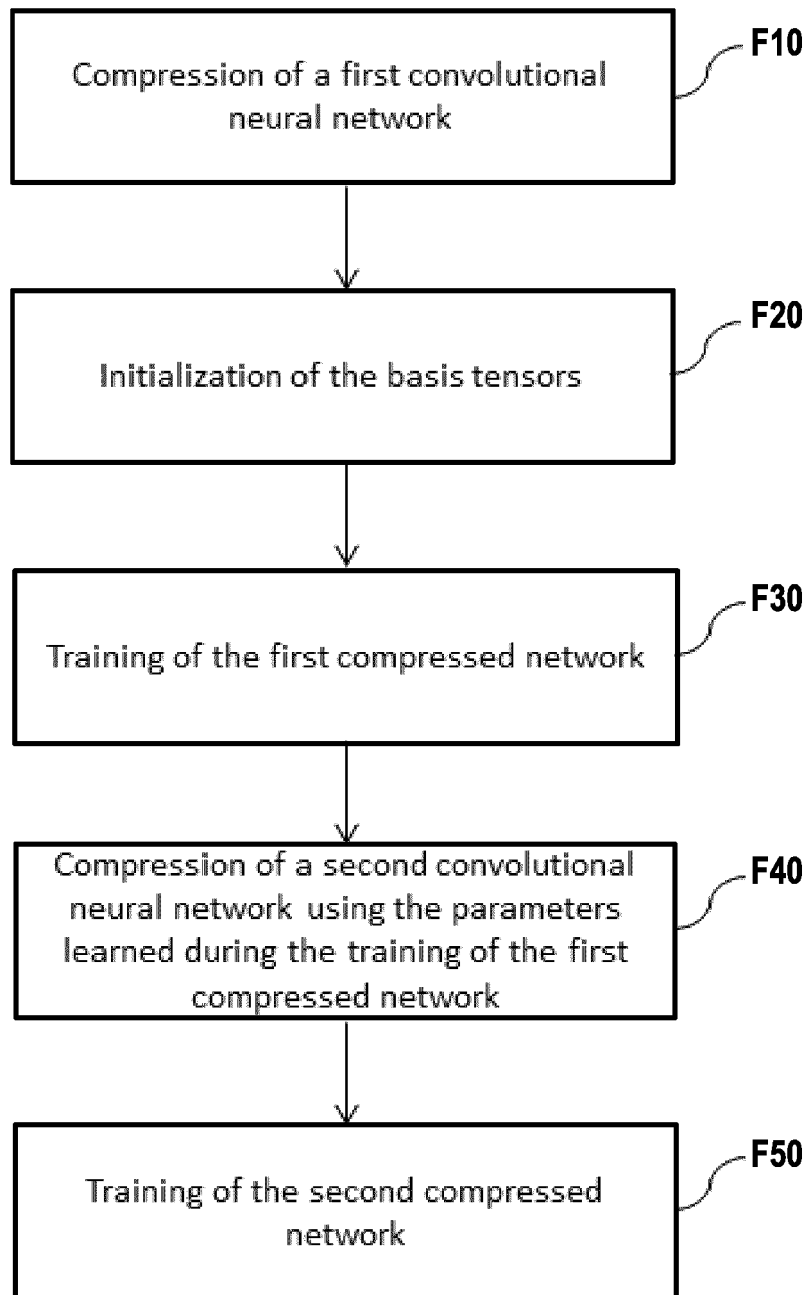 Compression of a first convolutional
neural network
F10
Initialization of the basis tensors
F20
Training of the first compressed network
F30
Compression of a second convolutional
neural network using the parameters
learned during the training of the first
compressed network
F40
Training of the second compressed
network
F50